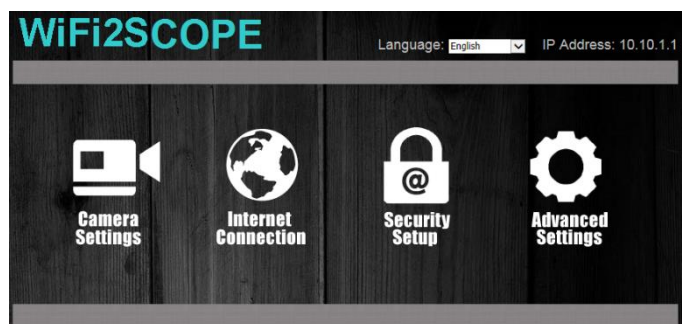 WiFi2SCOPE
Language: English IP Address: 10.10.1.1
@
Camera Settings
Internet Connection
Security Setup
Advanced Settings